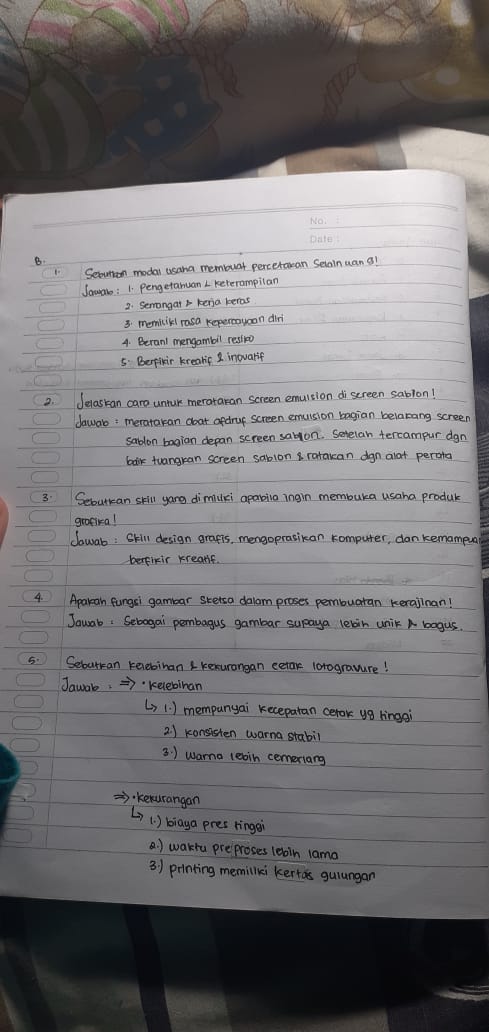 No. :
Date :
B.
1. Sebutkan modal usaha membuat percetakan selain uang!
Jawab : 1. Pengetahuan & keterampilan
2. Semangat & kerja keras
3. memiliki rasa kepercayaan diri
4. Berani mengambil resiko
5. Berfikir kreatif & inovatif
2. Jelaskan cara untuk meratakan screen emulsion di screen sablon!
Jawab : meratakan obat afdruf screen emulsion bagian belakang screen
sablon bagian depan screen sablon. Setelah tercampur dgn
baik tuangkan screen sablon & ratakan dgn alat perata
3. Sebutkan skill yang di miliki apabila ingin membuka usaha produk
grafika!
Jawab : Skill design grafis, mengoprasikan komputer, dan kemampuan
berfikir kreatif.
4. Apakah fungsi gambar sketsa dalam proses pembuatan kerajinan!
Jawab : Sebagai pembagus gambar supaya lebih unik & bagus.
5. Sebutkan kelebihan & kekurangan cetak rotogravure!
Jawab : ⇒ • kelebihan
↳ 1.) mempunyai kecepatan cetak yg tinggi
2.) konsisten warna stabil
3.) warna lebih cemerlang
⇒ • kekurangan
↳ 1.) biaya pres tinggi
2.) waktu preproses lebih lama
3.) printing memiliki kertas gulungan